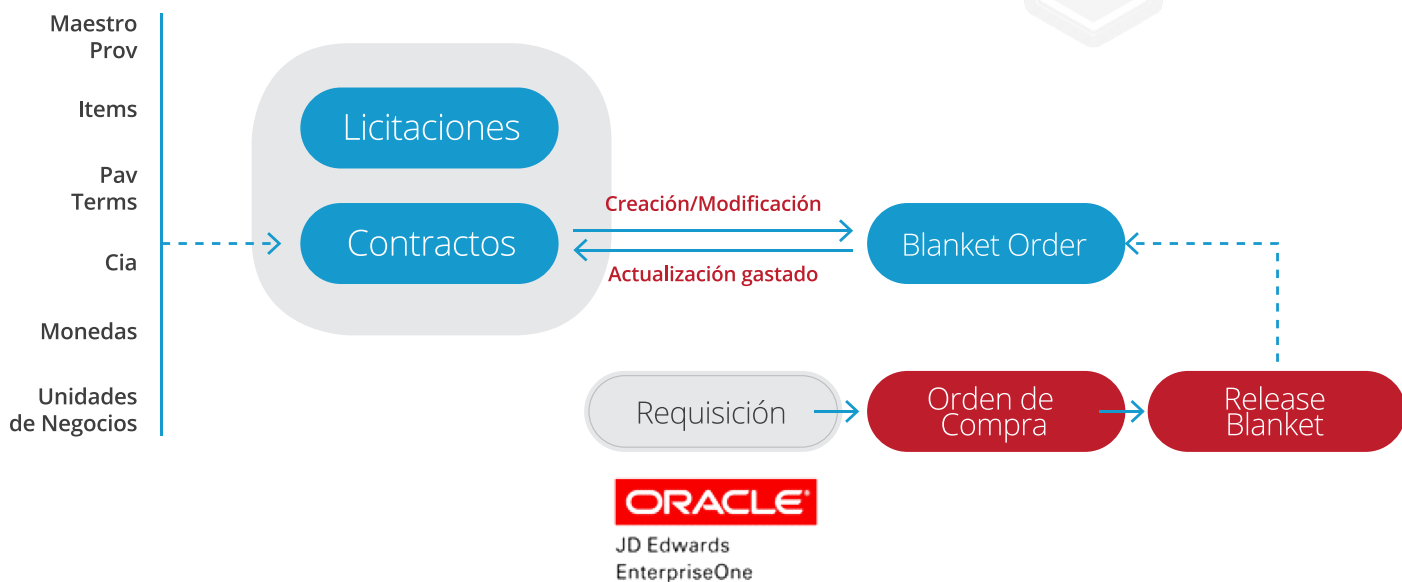 Maestro
Prov
Items
Pav
Terms
Cia
Monedas
Unidades
de Negocios
Licitaciones
Contractos
Creación/Modificación
Actualización gastado
Blanket Order
Requisición
Orden de
Compra
Release
Blanket
ORACLE
JD Edwards
EnterpriseOne